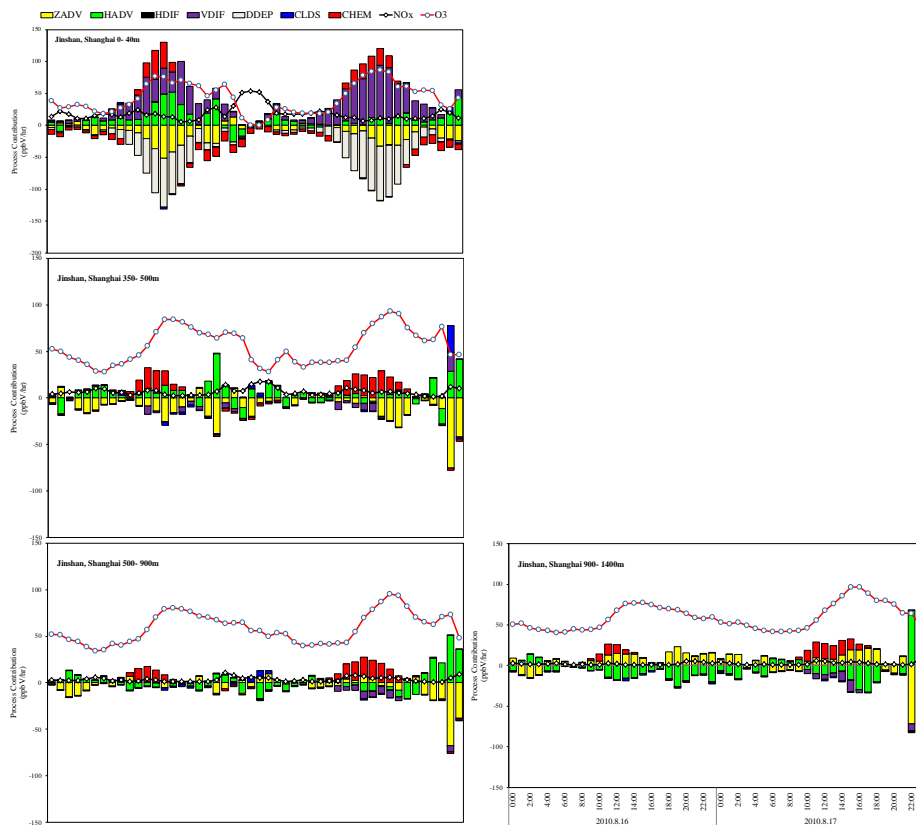 ZADV HADV HDIF VDIF DDEP CLDS CHEM NOx O3
Jinshan, Shanghai 0- 40m
Process Contribution
(ppbV/hr)
150
100
50
0
-50
-100
-150
-200
Jinshan, Shanghai 350- 500m
Process Contribution
(ppbV/hr)
150
100
50
0
-50
-100
-150
Jinshan, Shanghai 500- 900m
Process Contribution
(ppbV/hr)
150
100
50
0
-50
-100
-150
Jinshan, Shanghai 900- 1400m
Process Contribution
(ppbV/hr)
150
100
50
0
-50
-100
-150
0:00 2:00 4:00 6:00 8:00 10:00 12:00 14:00 16:00 18:00 20:00 22:00 0:00 2:00 4:00 6:00 8:00 10:00 12:00 14:00 16:00 18:00 20:00 22:00
2010.8.16 2010.8.17